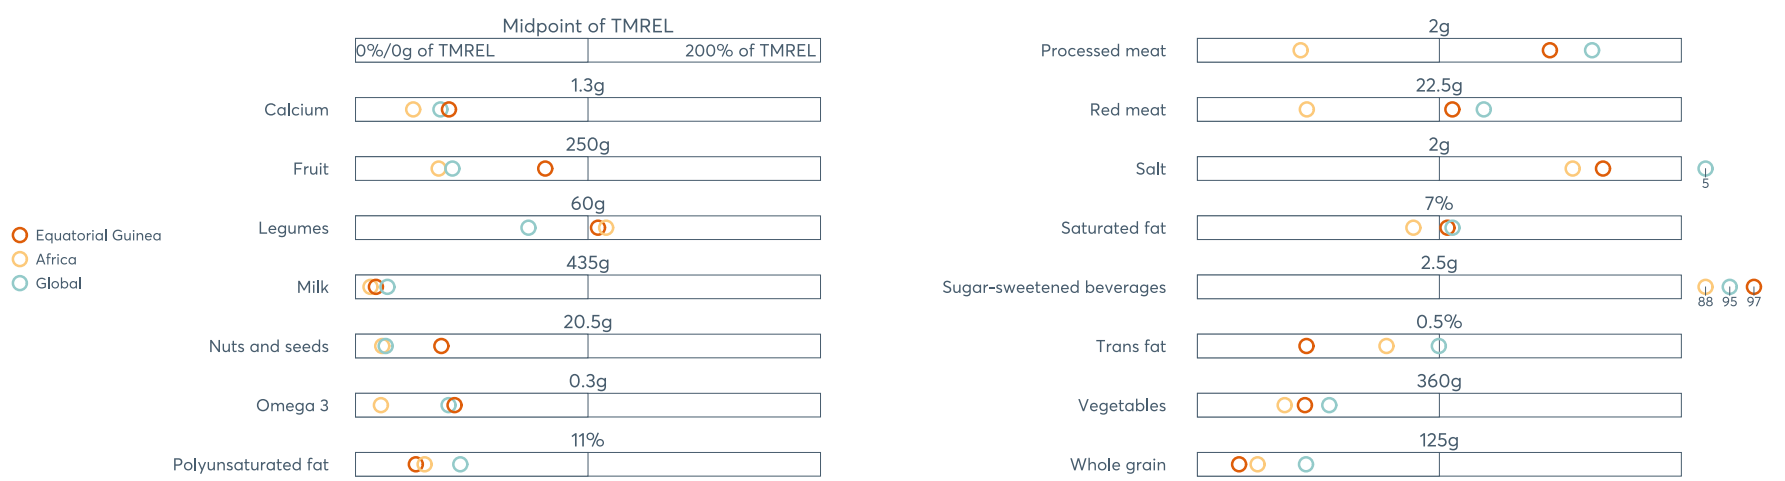 Midpoint of TMREL
0%/0g of TMREL 200% of TMREL
1.3g
Calcium
250g
Fruit
60g
Legumes
435g
Milk
20.5g
Nuts and seeds
0.3g
Omega 3
11%
Polyunsaturated fat
Equatorial Guinea
Africa
Global
2g
Processed meat
22.5g
Red meat
2g
Salt
5
7%
Saturated fat
2.5g
Sugar-sweetened beverages
88 95 97
0.5%
Trans fat
360g
Vegetables
125g
Whole grain